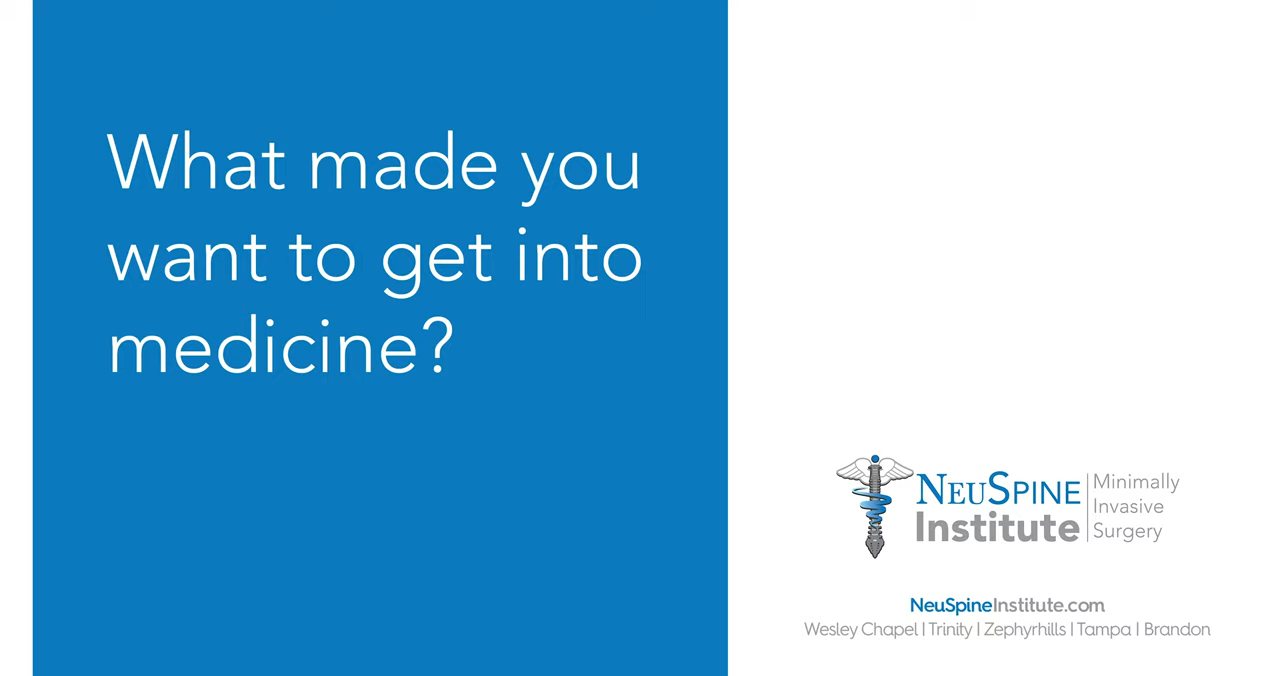 What made you
want to get into
medicine?
NEUSPINE
Institute
Minimally
Invasive
Surgery
NeuSpineInstitute.com
Wesley Chapel | Trinity | Zephyrhills | Tampa | Brandon